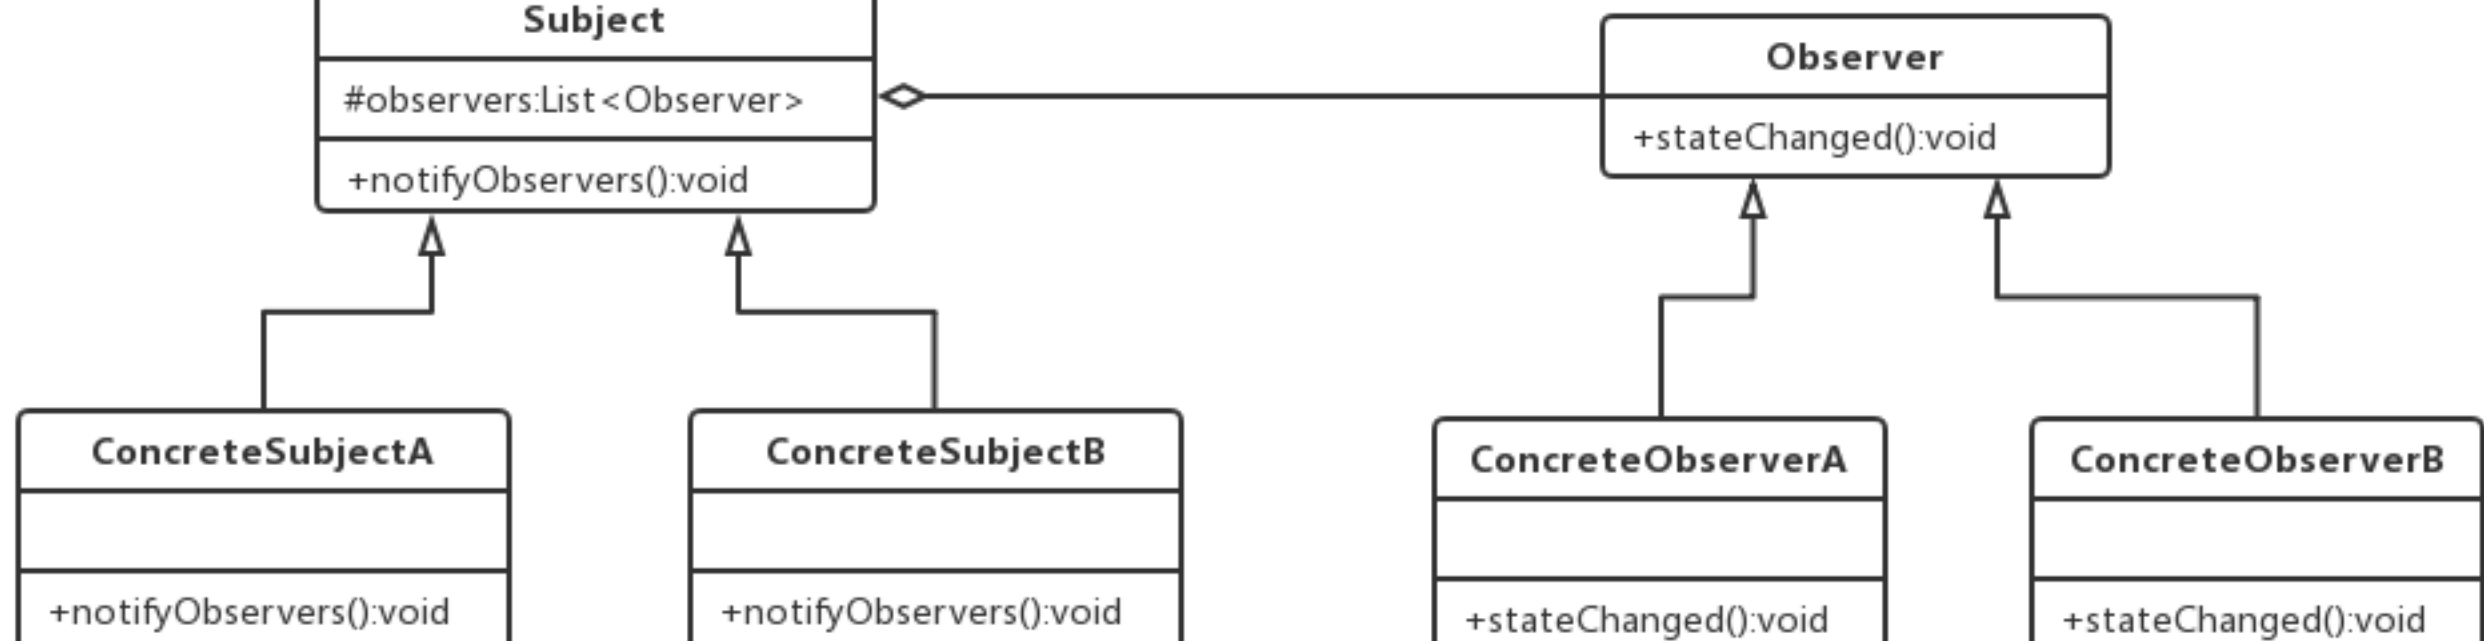 Subject
#observers:List<Observer>
+notifyObservers():void
Observer
+stateChanged():void
ConcreteSubjectA
+notifyObservers():void
ConcreteSubjectB
+notifyObservers():void
ConcreteObserverA
+stateChanged():void
ConcreteObserverB
+stateChanged():void